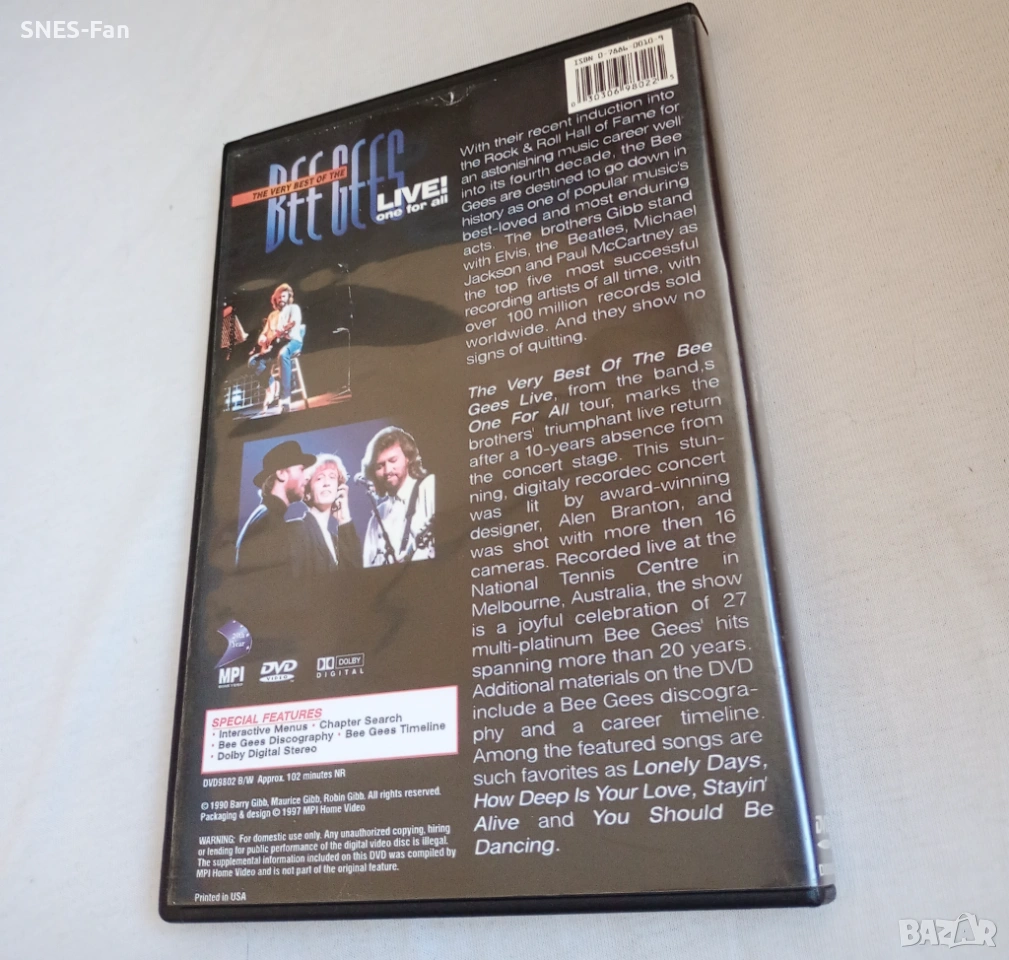 SNES-Fan
ISBN 0-7886-0010-4
0 30306 98022 5
THE VERY BEST OF THE
BEE GEES
LIVE!
one for all
With their recent induction into
the Rock & Roll Hall of Fame for
an astonishing music career well
into its fourth decade, the Bee
Gees are destined to go down in
history as one of popular music's
best-loved and most enduring
acts. The brothers Gibb stand
with Elvis, the Beatles, Michael
Jackson and Paul McCartney as
the top five most successful
recording artists of all time, with
over 100 million records sold
worldwide. And they show no
signs of quitting.
The Very Best Of The Bee
Gees Live, from the band,s
One For All tour, marks the
brothers' triumphant live return
after a 10-years absence from
the concert stage. This stun-
ning, digitaly recordec concert
was lit by award-winning
designer, Alen Branton, and
was shot with more then 16
cameras. Recorded live at the
National Tennis Centre in
Melbourne, Australia, the show
is a joyful celebration of 27
multi-platinum Bee Gees' hits
spanning more than 20 years.
Additional materials on the DVD
include a Bee Gees discogra-
phy and a career timeline.
Among the featured songs are
such favorites as Lonely Days,
How Deep Is Your Love, Stayin'
Alive and You Should Be
Dancing.
MPI
DVD
VIDEO
DOLBY
DIGITAL
SPECIAL FEATURES
· Interactive Menus · Chapter Search
· Bee Gees Discography · Bee Gees Timeline
· Dolby Digital Stereo
DVD9802 B/W Approx. 102 minutes NR
© 1990 Barry Gibb, Maurice Gibb, Robin Gibb. All rights reserved.
Packaging & design © 1997 MPI Home Video
WARNING: For domestic use only. Any unauthorized copying, hiring
or lending for public performance of the digital video disc is illegal.
The supplemental information included on this DVD was compiled by
MPI Home Video and is not part of the original feature.
Printed in USA
BAZAR